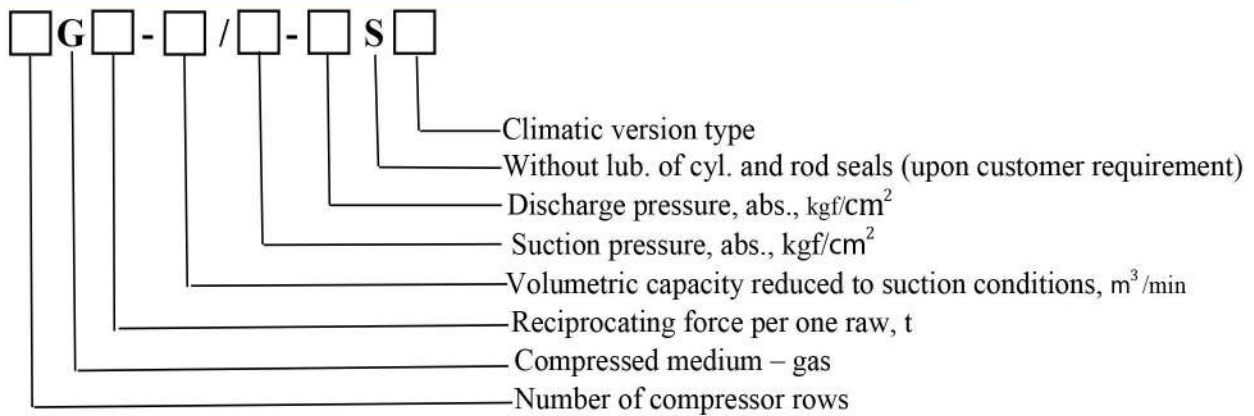 □G□-□/□-□S□
Climatic version type
Without lub. of cyl. and rod seals (upon customer requirement)
Discharge pressure, abs., kgf/cm²
Suction pressure, abs., kgf/cm²
Volumetric capacity reduced to suction conditions, m³/min
Reciprocating force per one raw, t
Compressed medium – gas
Number of compressor rows